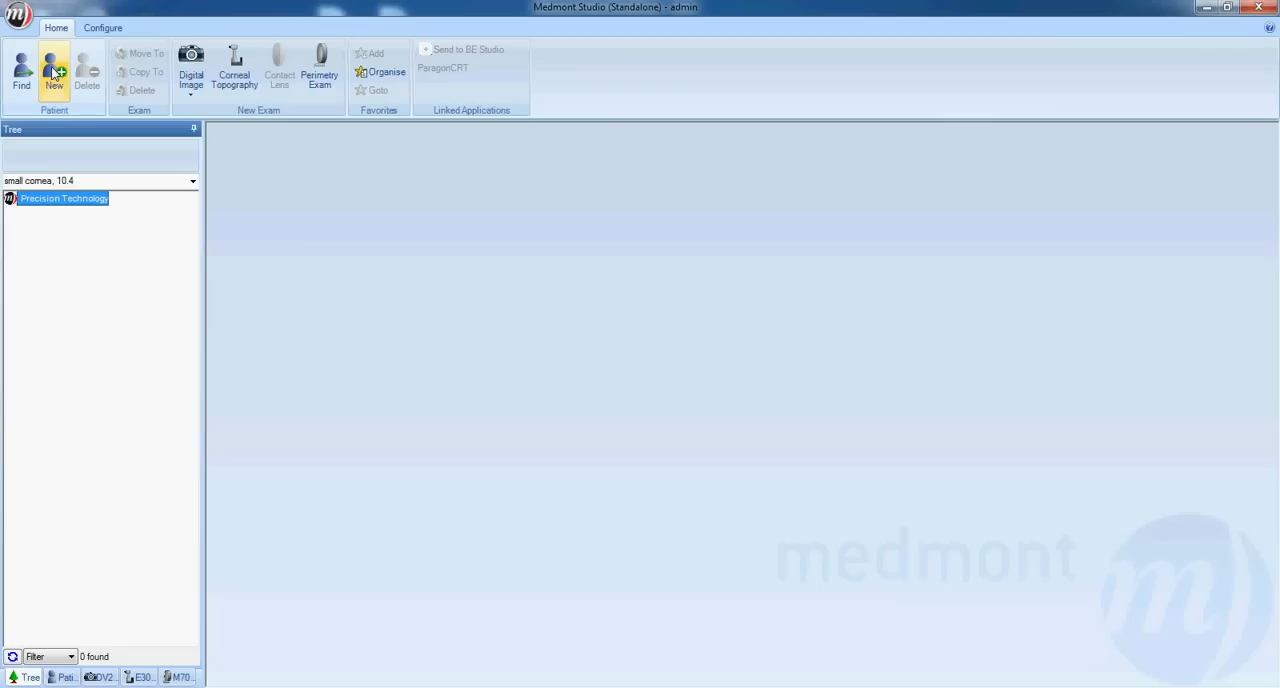 Medmont Studio (Standalone) - admin
Home Configure
Find New Delete
Patient
Move To
Copy To
Delete
Exam
Digital Image
Corneal Topography
Contact Lens
Perimetry Exam
New Exam
Add
Organise
Goto
Favorites
Send to BE Studio
ParagonCRT
Linked Applications
Tree
small cornea, 10.4
Precision Technology
medmont
m
Filter 0 found
Tree Pati... DV2... E30... M70...